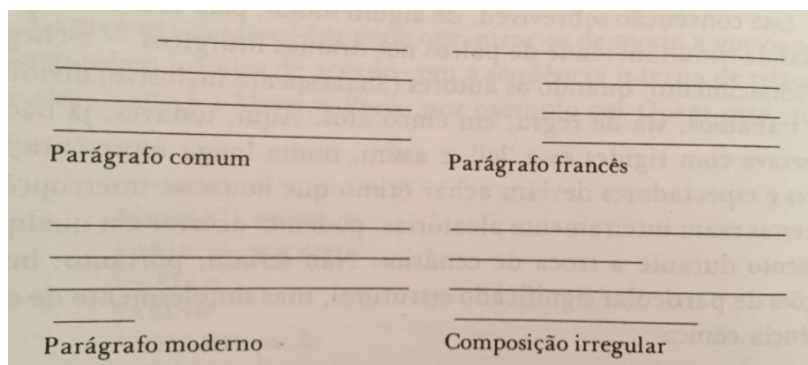 Parágrafo comum
Parágrafo francês
Parágrafo moderno
Composição irregular